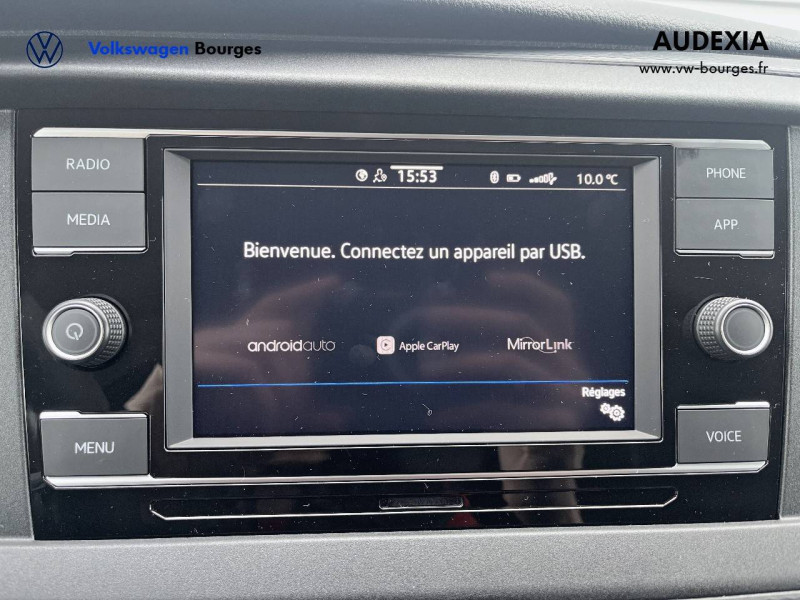 Volkswagen Bourges
AUDEXIA
www.vw-bourges.fr
RADIO
MEDIA
MENU
15:53
10.0 °C
Bienvenue. Connectez un appareil par USB.
androidauto
Apple CarPlay
MirrorLink
Réglages
PHONE
APP
VOICE